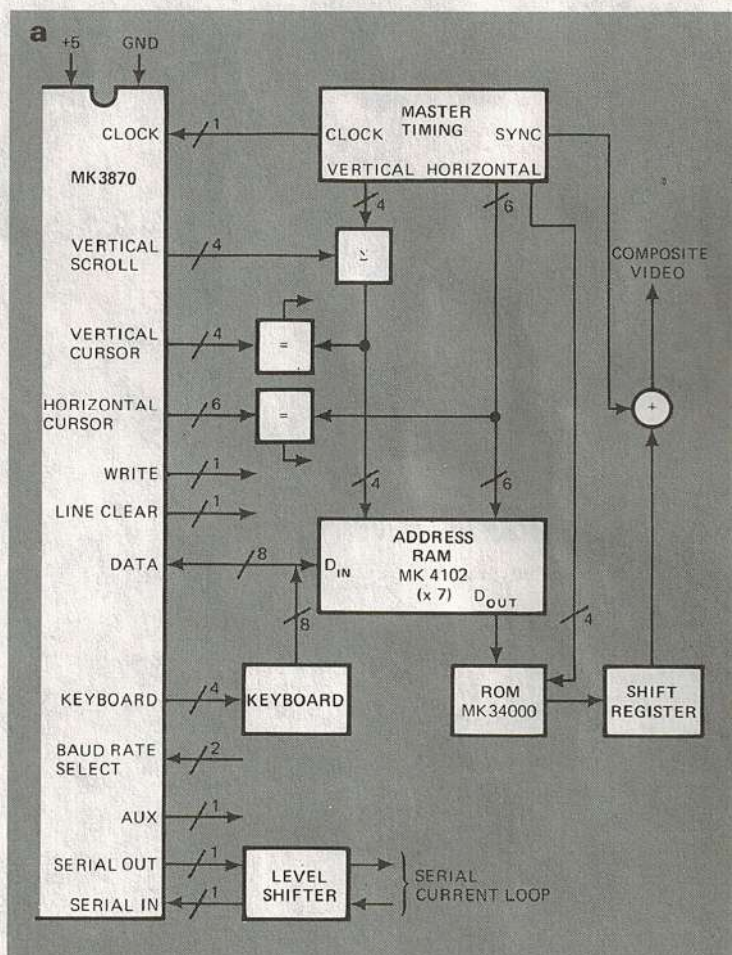 a
+5 GND
CLOCK
1
MK3870
VERTICAL
SCROLL
4
VERTICAL
CURSOR
4
HORIZONTAL
CURSOR
6
WRITE
1
LINE CLEAR
1
DATA
8
KEYBOARD
4
BAUD RATE
SELECT
2
AUX
1
SERIAL OUT
1
SERIAL IN
1
MASTER
TIMING
CLOCK SYNC
VERTICAL HORIZONTAL
4
6
Σ
=
=
4
6
ADDRESS
RAM
MK 4102
(x 7)
DIN
DOUT
8
4
KEYBOARD
ROM
MK34000
SHIFT
REGISTER
COMPOSITE
VIDEO
+
LEVEL
SHIFTER
SERIAL
CURRENT LOOP